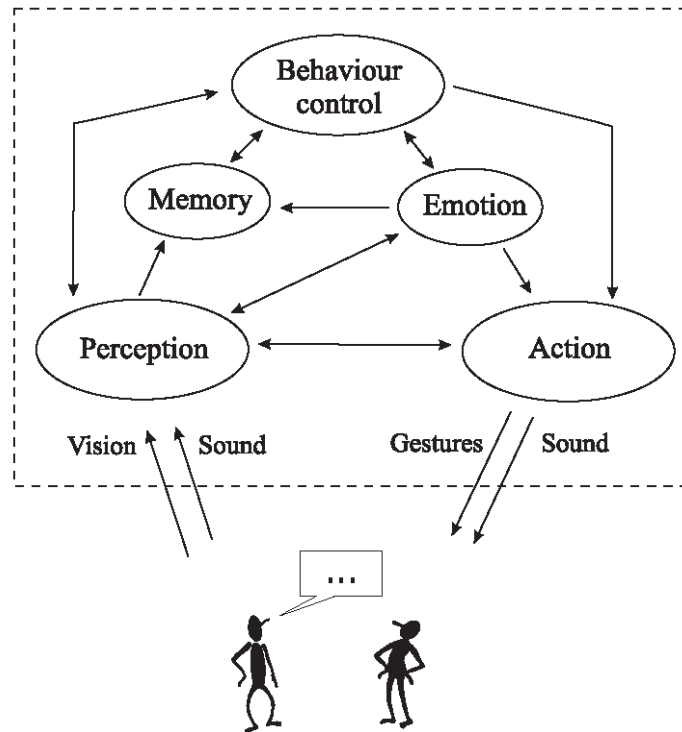 Behaviour
control
Memory
Emotion
Perception
Action
Vision
Sound
Gestures
Sound
...